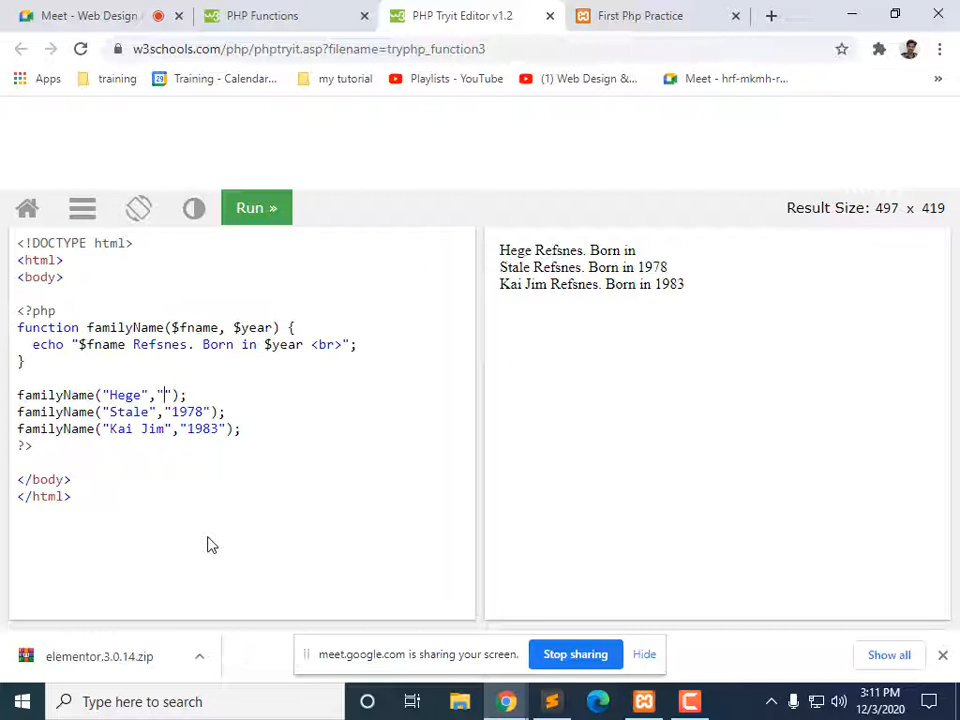 Meet - Web Design
PHP Functions
PHP Tryit Editor v1.2
First Php Practice
w3schools.com/php/phptryit.asp?filename=tryphp_function3
Apps
training
Training - Calendar...
my tutorial
Playlists - YouTube
(1) Web Design &...
Meet - hrf-mkmh-r...
»
Run »
Result Size: 497 x 419
<!DOCTYPE html>
<html>
<body>
<?php
function familyName($fname, $year) {
echo "$fname Refsnes. Born in $year <br>";
}
familyName("Hege","");
familyName("Stale","1978");
familyName("Kai Jim","1983");
?>
</body>
</html>
Hege Refsnes. Born in
Stale Refsnes. Born in 1978
Kai Jim Refsnes. Born in 1983
elementor.3.0.14.zip
meet.google.com is sharing your screen.
Stop sharing
Hide
Show all
Type here to search
3:11 PM
12/3/2020